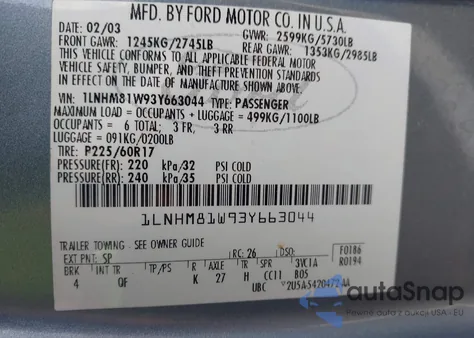 MFD. BY FORD MOTOR CO. IN U.S.A.
DATE: 02/03 GVWR: 2599KG/5730LB
FRONT GAWR: 1245KG/2745LB REAR GAWR: 1353KG/2985LB
THIS VEHICLE CONFORMS TO ALL APPLICABLE FEDERAL MOTOR
VEHICLE SAFETY, BUMPER, AND THEFT PREVENTION STANDARDS
IN EFFECT ON THE DATE OF MANUFACTURE SHOWN ABOVE.
VIN: 1LNHM81W93Y663044 TYPE: PASSENGER
MAXIMUM LOAD = OCCUPANTS + LUGGAGE = 499KG/1100LB
OCCUPANTS = 6 TOTAL; 3 FR, 3 RR
LUGGAGE = 091KG/0200LB
TIRE: P225/60R17
PRESSURE(FR) 220 kPa/32 PSI COLD
PRESSURE(RR) 240 kPa/35 PSI COLD
1LNHM81W93Y663044
TRAILER TOWING - SEE OWNER GUIDE
EXT PNT: SP RC: 26 DSO: F0186
BRK INT TR TP/PS R AXLE TR SPR 3VC1A R0194
4 OF K 27 H CC11 B05
UBC
autoSnap